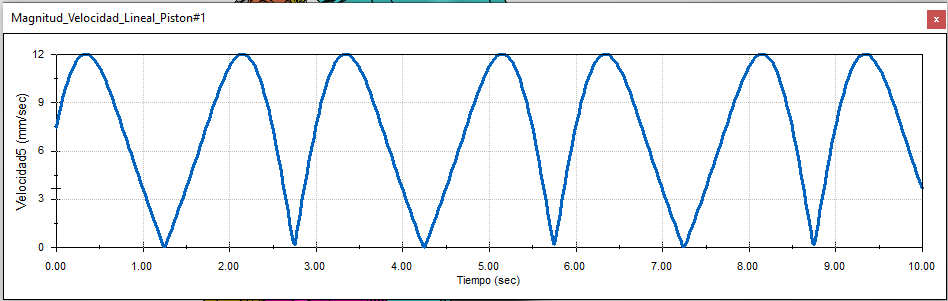 Magnitud_Velocidad_Lineal_Piston#1
x
Velocidad5 (mm/sec)
12
9
6
3
0
0.00 1.00 2.00 3.00 4.00 5.00 6.00 7.00 8.00 9.00 10.00
Tiempo (sec)